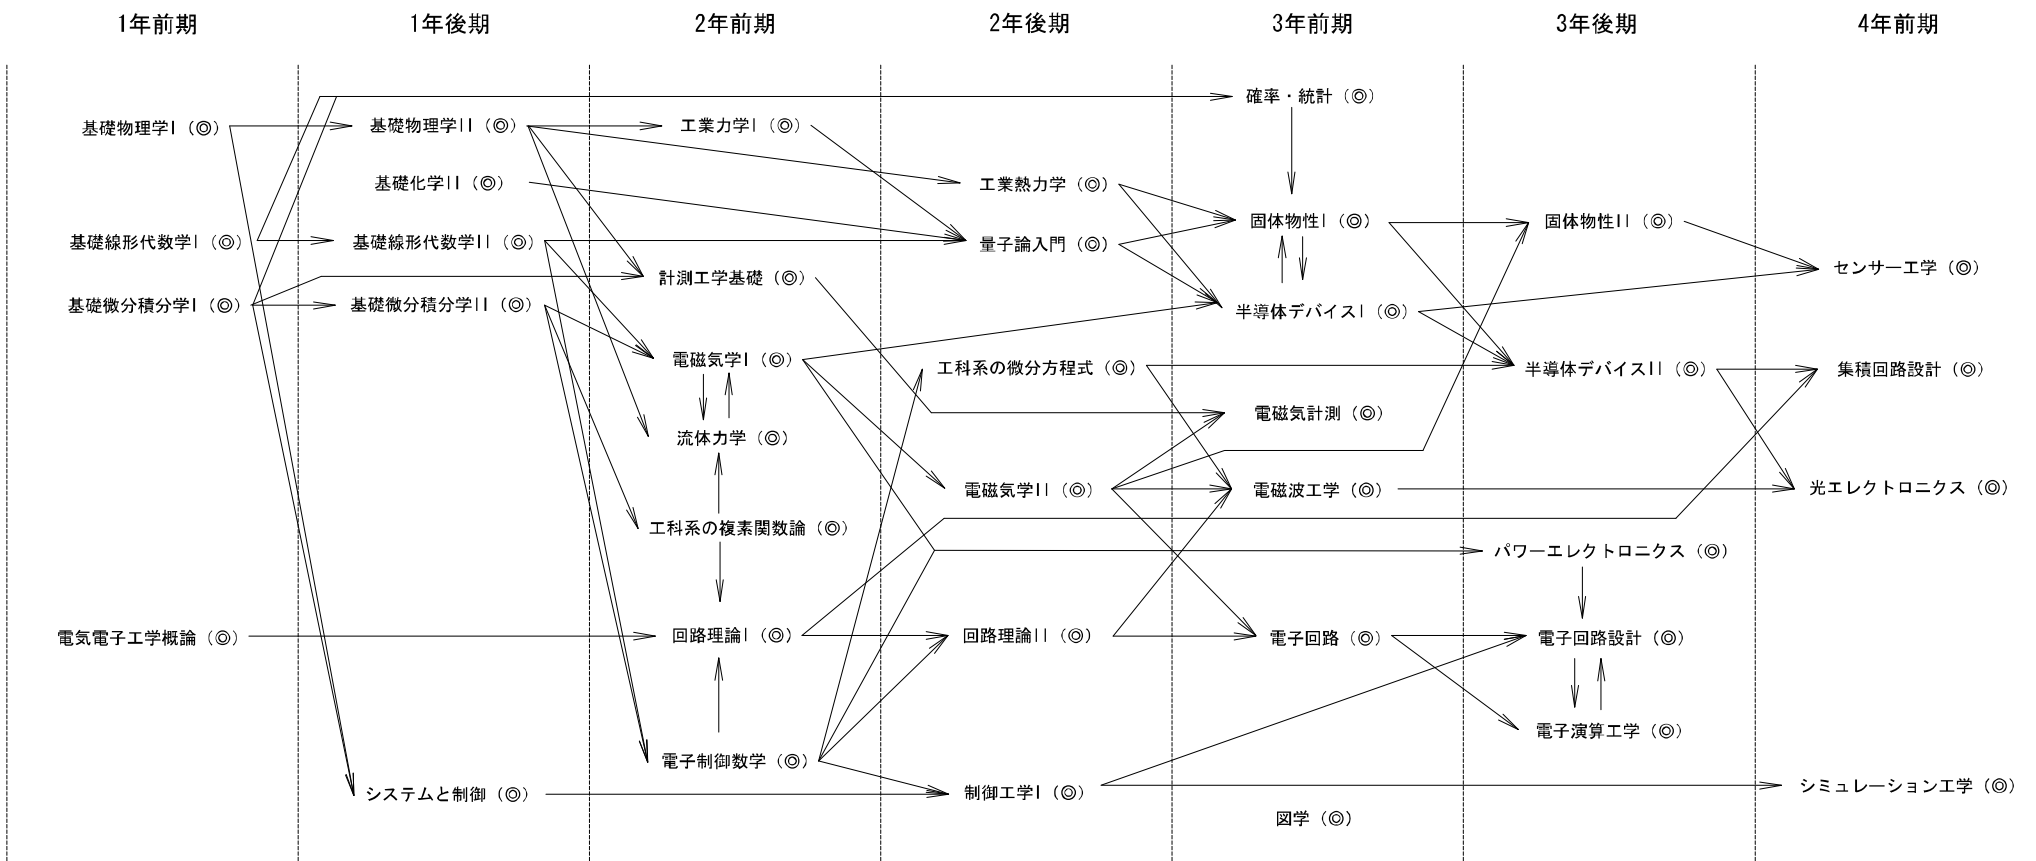 1年前期
1年後期
2年前期
2年後期
3年前期
3年後期
4年前期
基礎物理学I（◎）
基礎線形代数学I（◎）
基礎微分積分学I（◎）
電気電子工学概論（◎）
基礎物理学II（◎）
基礎化学II（◎）
基礎線形代数学II（◎）
基礎微分積分学II（◎）
システムと制御（◎）
工業力学I（◎）
計測工学基礎（◎）
電磁気学I（◎）
流体力学（◎）
工科系の複素関数論（◎）
回路理論I（◎）
電子制御数学（◎）
工業熱力学（◎）
量子論入門（◎）
工科系の微分方程式（◎）
電磁気学II（◎）
回路理論II（◎）
制御工学I（◎）
確率・統計（◎）
固体物性I（◎）
半導体デバイスI（◎）
電磁気計測（◎）
電磁波工学（◎）
電子回路（◎）
図学（◎）
固体物性II（◎）
半導体デバイスII（◎）
パワーエレクトロニクス（◎）
電子回路設計（◎）
電子演算工学（◎）
センサー工学（◎）
集積回路設計（◎）
光エレクトロニクス（◎）
シミュレーション工学（◎）